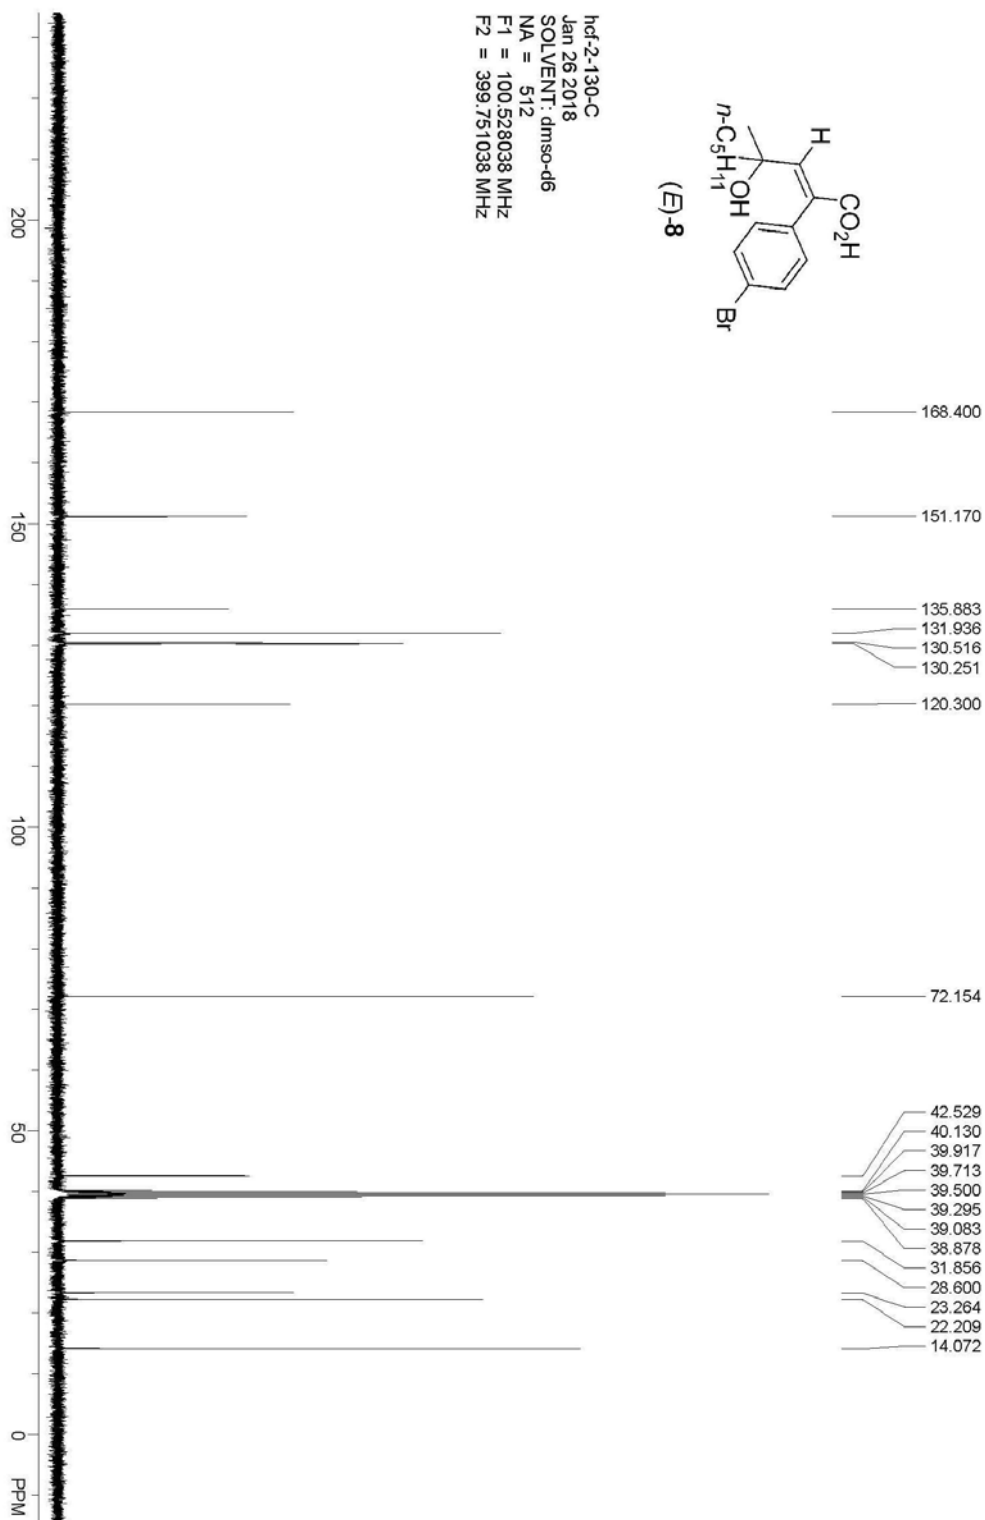 hcf-2-130-C
Jan 26 2018
SOLVENT: dmso-d6
NA = 512
F1 = 100.528038 MHz
F2 = 399.751038 MHz
H
CO2H
OH
n-C5H11
Br
(E)-8
168.400
151.170
135.883
131.936
130.516
130.251
120.300
72.154
42.529
40.130
39.917
39.713
39.500
39.295
39.083
38.878
31.856
28.600
23.264
22.209
14.072
200
150
100
50
0
PPM